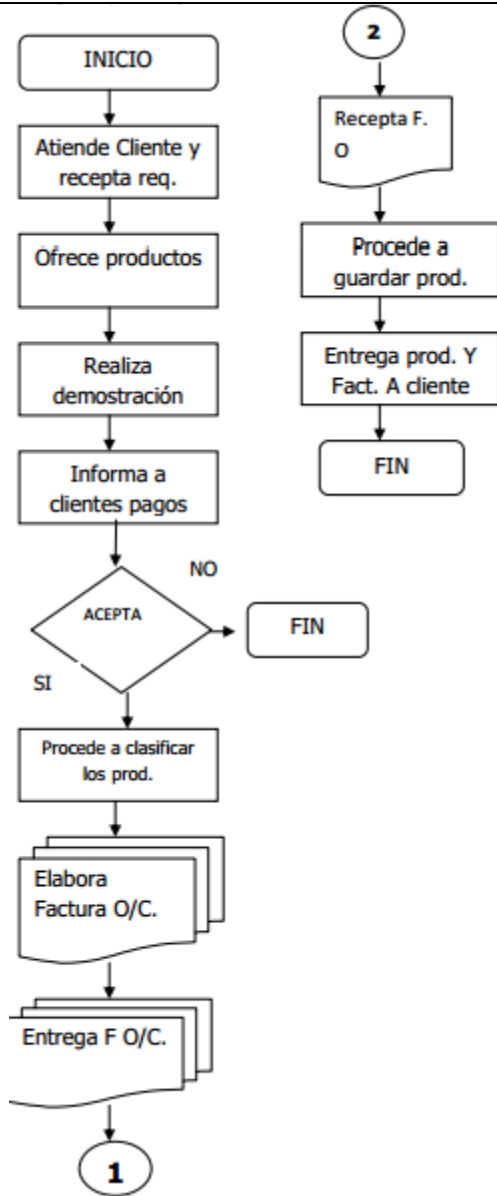 INICIO
Atiende Cliente y
recepta req.
Ofrece productos
Realiza
demostración
Informa a
clientes pagos
ACEPTA
NO
FIN
SI
Procede a clasificar
los prod.
Elabora
Factura O/C.
Entrega F O/C.
1
2
Recepta F.
O
Procede a
guardar prod.
Entrega prod. Y
Fact. A cliente
FIN